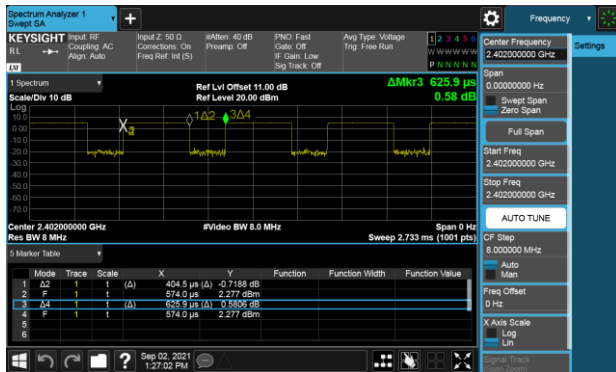 Spectrum Analyzer 1
Swept SA
+
Frequency
KEYSIGHT
RL
LXI
Input: RF
Coupling: AC
Align: Auto
Input Z: 50 Ω
Corrections: On
Freq Ref: Int (S)
#Atten: 40 dB
Preamp: Off
PNO: Fast
Gate: Off
IF Gain: Low
Sig Track: Off
Avg Type: Voltage
Trig: Free Run
1 2 3 4 5 6
W W W W W W
P N N N N N
Center Frequency
2.402000000 GHz
Settings
1 Spectrum
Scale/Div 10 dB
Ref Lvl Offset 11.00 dB
Ref Level 20.00 dBm
ΔMkr3 625.9 µs
0.58 dB
Log
10.0
0.00
-10.0
-20.0
-30.0
-40.0
-50.0
-60.0
-70.0
X
1Δ2
3Δ4
Center 2.402000000 GHz
Res BW 8 MHz
#Video BW 8.0 MHz
Span 0 Hz
Sweep 2.733 ms (1001 pts)
Span
0.00000000 Hz
Swept Span
Zero Span
Full Span
Start Freq
2.402000000 GHz
Stop Freq
2.402000000 GHz
AUTO TUNE
CF Step
8.000000 MHz
Auto
Man
Freq Offset
0 Hz
X Axis Scale
Log
Lin
Signal Track
(Span Zoom)
5 Marker Table
Mode Trace Scale X Y Function Function Width Function Value
1 Δ2 1 t (Δ) 404.5 µs (Δ) -0.7188 dB
2 F 1 t 574.0 µs 2.277 dBm
3 Δ4 1 t (Δ) 625.9 µs (Δ) 0.5806 dB
4 F 1 t 574.0 µs 2.277 dBm
5
6
?
Sep 02, 2021
1:27:02 PM